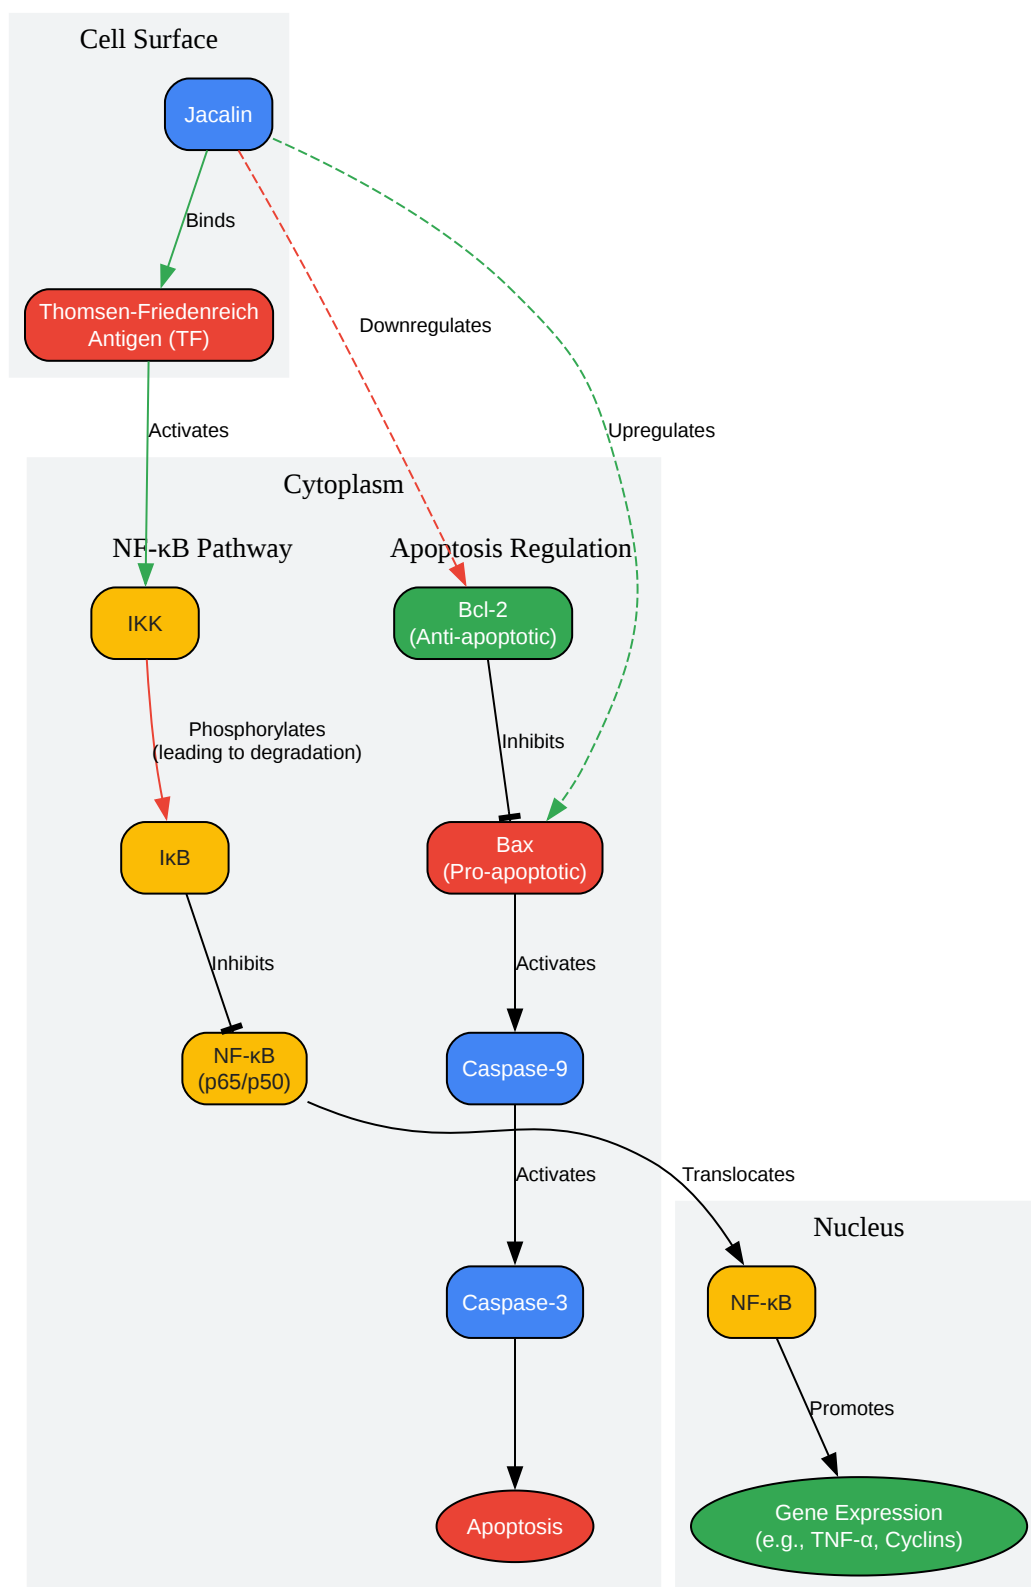 Cell Surface
Jacalin
Binds
Thomsen-Friedenreich
Antigen (TF)
Downregulates
Activates
Upregulates
Cytoplasm
NF-κB Pathway
Apoptosis Regulation
IKK
Bcl-2
(Anti-apoptotic)
Phosphorylates
(leading to degradation)
Inhibits
IκB
Bax
(Pro-apoptotic)
Inhibits
Activates
NF-κB
(p65/p50)
Caspase-9
Activates
Translocates
Nucleus
Caspase-3
NF-κB
Promotes
Apoptosis
Gene Expression
(e.g., TNF-α, Cyclins)